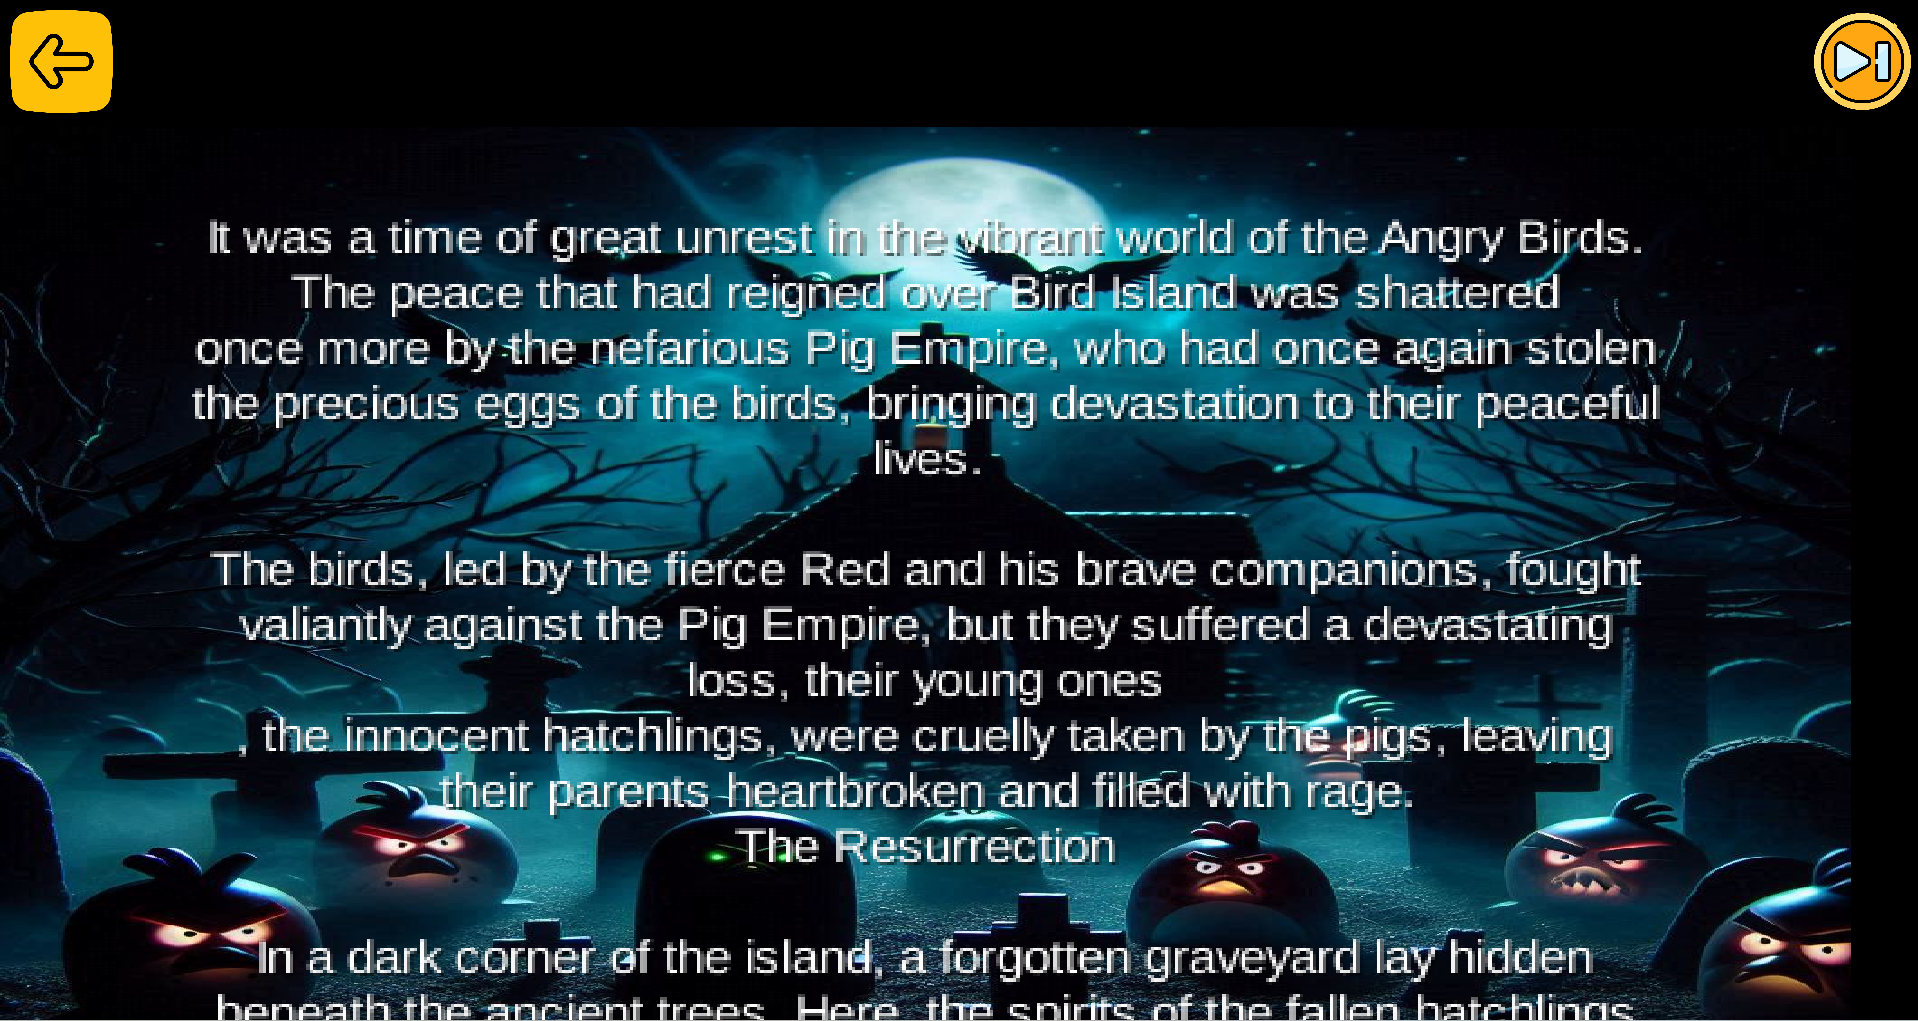 It was a time of great unrest in the vibrant world of the Angry Birds.
The peace that had reigned over Bird Island was shattered
once more by the nefarious Pig Empire, who had once again stolen
the precious eggs of the birds, bringing devastation to their peaceful
lives.
The birds, led by the fierce Red and his brave companions, fought
valiantly against the Pig Empire, but they suffered a devastating
loss, their young ones
, the innocent hatchlings, were cruelly taken by the pigs, leaving
their parents heartbroken and filled with rage.
The Resurrection
In a dark corner of the island, a forgotten graveyard lay hidden
beneath the ancient trees. Here, the spirits of the fallen hatchlings